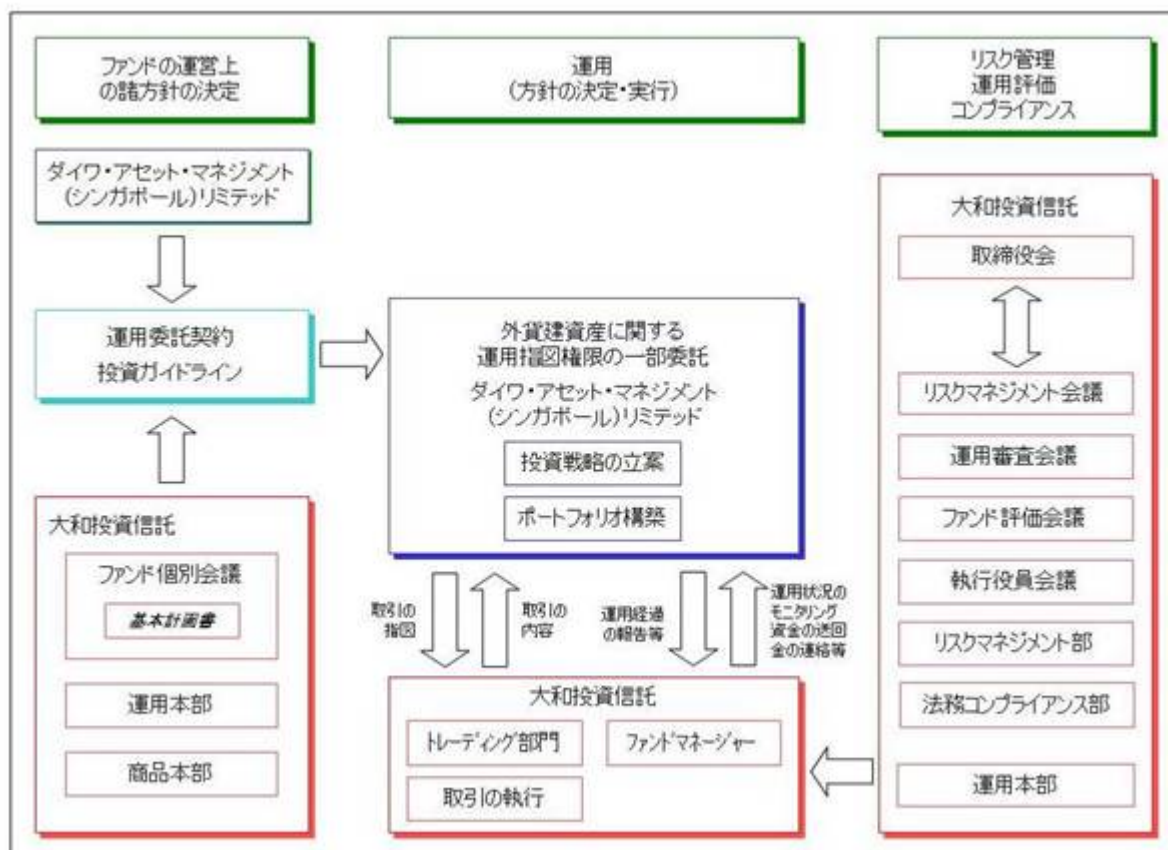 ファンドの運営上
の諸方針の決定
運用
(方針の決定・実行)
リスク管理
運用評価
コンプライアンス
ダイワ・アセット・マネジメント
(シンガポール)リミテッド
運用委託契約
投資ガイドライン
大和投資信託
ファンド個別会議
基本計画書
運用本部
商品本部
外貨建資産に関する
運用指図権限の一部委託
ダイワ・アセット・マネジメント
(シンガポール)リミテッド
投資戦略の立案
ポートフォリオ構築
取引の
指図
取引の
内容
運用経過
の報告等
運用状況の
モニタリング
資金の送回
金の連絡等
大和投資信託
トレーディング部門
ファンドマネージャー
取引の執行
大和投資信託
取締役会
リスクマネジメント会議
運用審査会議
ファンド評価会議
執行役員会議
リスクマネジメント部
法務コンプライアンス部
運用本部